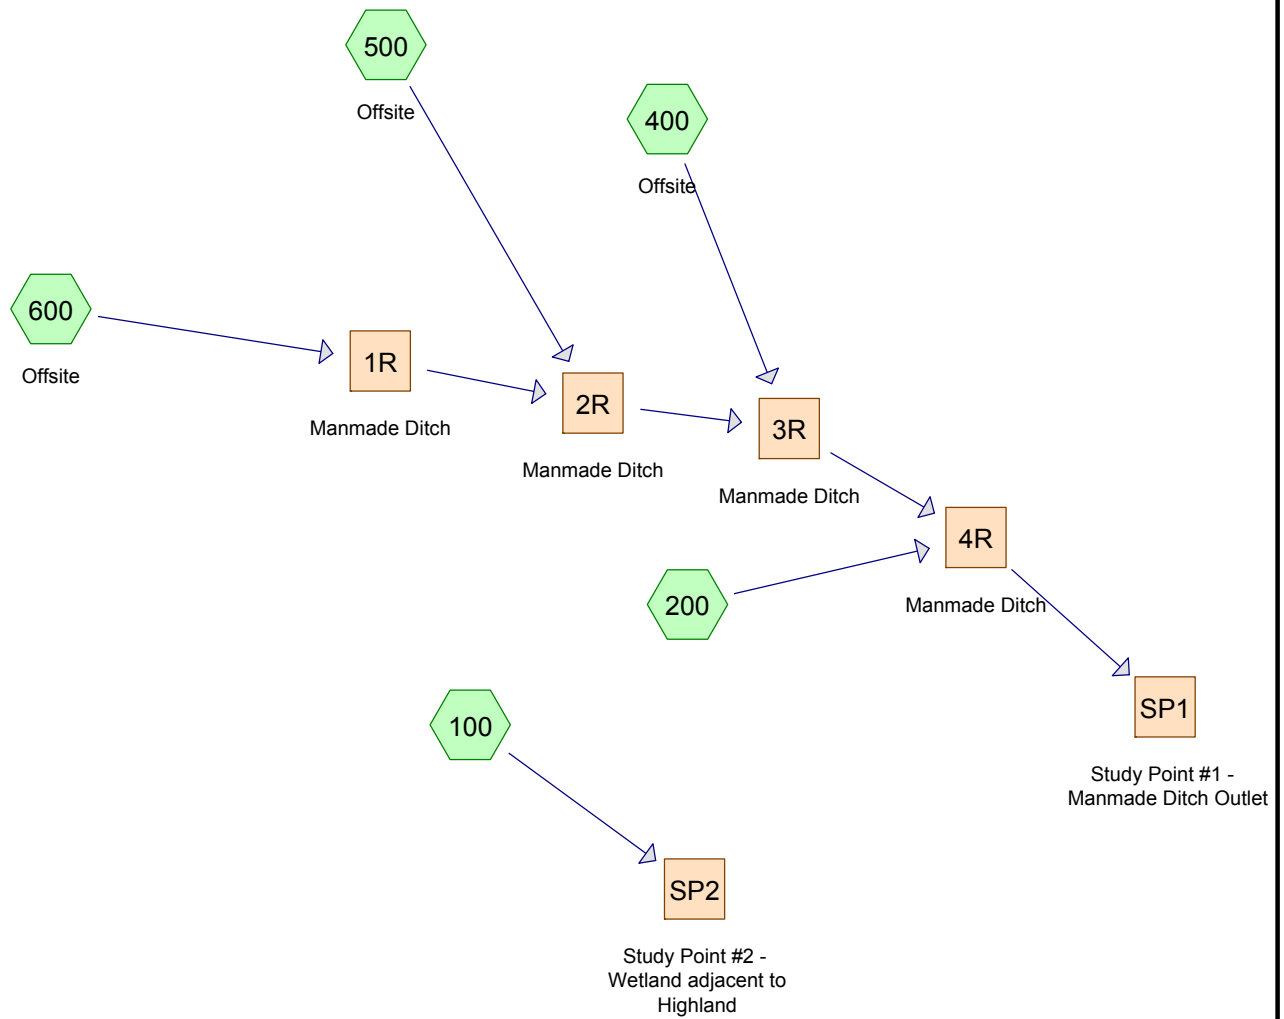 500
Offsite
400
Offsite
600
Offsite
1R
Manmade Ditch
2R
Manmade Ditch
3R
Manmade Ditch
4R
Manmade Ditch
200
SP1
Study Point #1 -
Manmade Ditch Outlet
100
SP2
Study Point #2 -
Wetland adjacent to
Highland